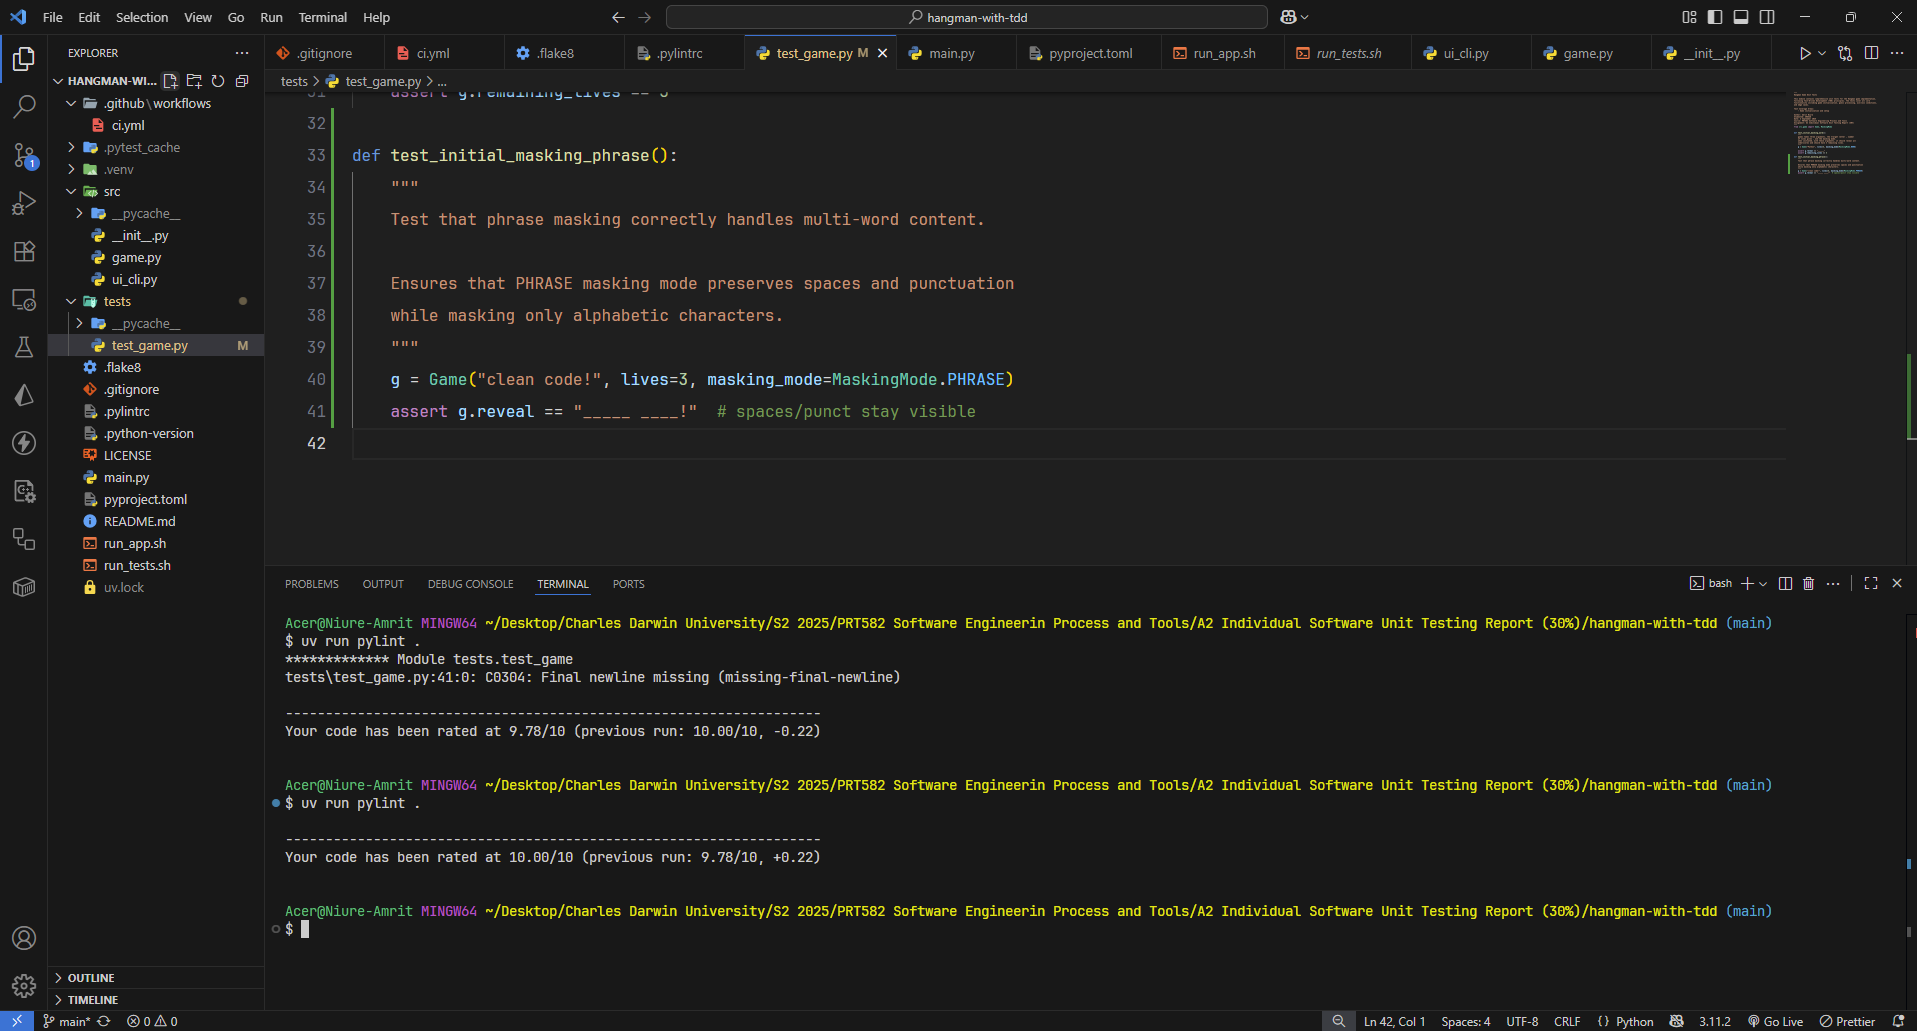 File Edit Selection View Go Run Terminal Help
hangman-with-tdd
EXPLORER
HANGMAN-WI...
.github\workflows
ci.yml
.pytest_cache
.venv
src
__pycache__
__init__.py
game.py
ui_cli.py
tests
__pycache__
test_game.py M
.flake8
.gitignore
.pylintrc
.python-version
LICENSE
main.py
pyproject.toml
README.md
run_app.sh
run_tests.sh
uv.lock
OUTLINE
TIMELINE
.gitignore ci.yml .flake8 .pylintrc test_game.py M main.py pyproject.toml run_app.sh run_tests.sh ui_cli.py game.py __init__.py
tests > test_game.py > ...
31 assert g.remaining_lives == 3
32
33 def test_initial_masking_phrase():
34 """
35 Test that phrase masking correctly handles multi-word content.
36
37 Ensures that PHRASE masking mode preserves spaces and punctuation
38 while masking only alphabetic characters.
39 """
40 g = Game("clean code!", lives=3, masking_mode=MaskingMode.PHRASE)
41 assert g.reveal == "_____ ____!"  # spaces/punct stay visible
42
PROBLEMS OUTPUT DEBUG CONSOLE TERMINAL PORTS
bash
Acer@Niure-Amrit MINGW64 ~/Desktop/Charles Darwin University/S2 2025/PRT582 Software Engineerin Process and Tools/A2 Individual Software Unit Testing Report (30%)/hangman-with-tdd (main)
$ uv run pylint .
************* Module tests.test_game
tests\test_game.py:41:0: C0304: Final newline missing (missing-final-newline)
-------------------------------------------------------------------
Your code has been rated at 9.78/10 (previous run: 10.00/10, -0.22)
Acer@Niure-Amrit MINGW64 ~/Desktop/Charles Darwin University/S2 2025/PRT582 Software Engineerin Process and Tools/A2 Individual Software Unit Testing Report (30%)/hangman-with-tdd (main)
$ uv run pylint .
-------------------------------------------------------------------
Your code has been rated at 10.00/10 (previous run: 9.78/10, +0.22)
Acer@Niure-Amrit MINGW64 ~/Desktop/Charles Darwin University/S2 2025/PRT582 Software Engineerin Process and Tools/A2 Individual Software Unit Testing Report (30%)/hangman-with-tdd (main)
$
main* 0 0 Ln 42, Col 1 Spaces: 4 UTF-8 CRLF {} Python 3.11.2 Go Live Prettier